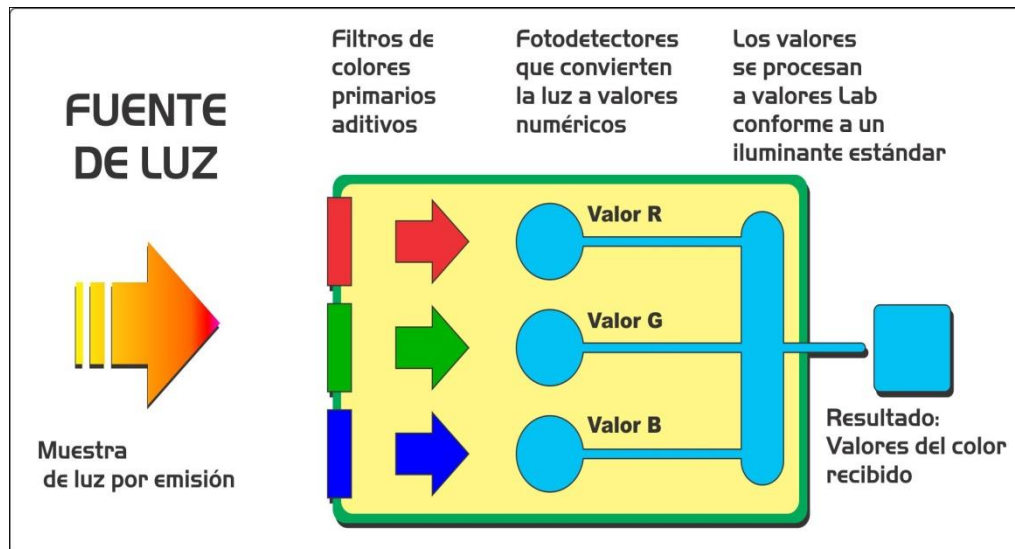 FUENTE
DE LUZ
Muestra
de luz por emisión
Filtros de
colores
primarios
aditivos
Fotodetectores
que convierten
la luz a valores
numéricos
Los valores
se procesan
a valores Lab
conforme a un
iluminante estándar
Valor R
Valor G
Valor B
Resultado:
Valores del color
recibido